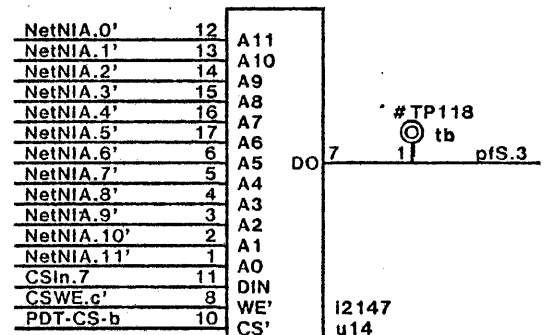 NetNIA.0' 12 A11
NetNIA.1' 13 A10
NetNIA.2' 14 A9
NetNIA.3' 15 A8
NetNIA.4' 16 A7
NetNIA.5' 17 A6
NetNIA.6' 6 A5 DO 7 1 pfS.3
#TP118
tb
NetNIA.7' 5 A4
NetNIA.8' 4 A3
NetNIA.9' 3 A2
NetNIA.10' 2 A1
NetNIA.11' 1 A0
CSIn.7 11 DIN
CSWE.c' 8 WE' i2147
PDT-CS-b 10 CS' u14